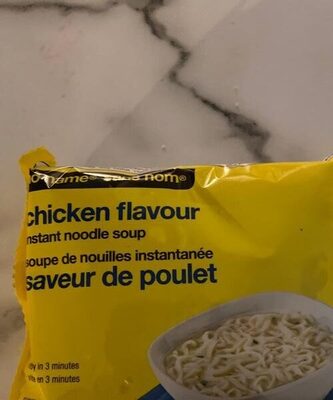 name® sans nom®
chicken flavour
instant noodle soup
soupe de nouilles instantanée
saveur de poulet
in 3 minutes
en 3 minutes